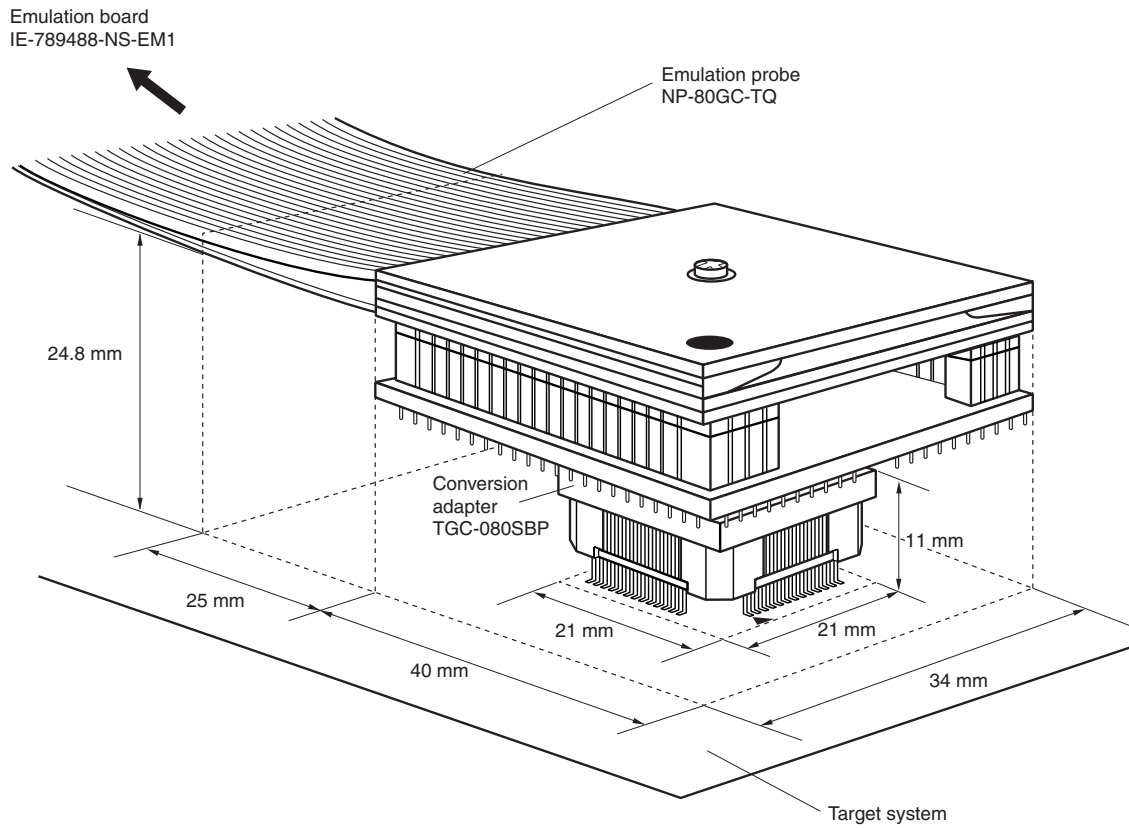 Emulation board
IE-789488-NS-EM1
Emulation probe
NP-80GC-TQ
24.8 mm
Conversion
adapter
TGC-080SBP
11 mm
25 mm
21 mm
21 mm
40 mm
34 mm
Target system